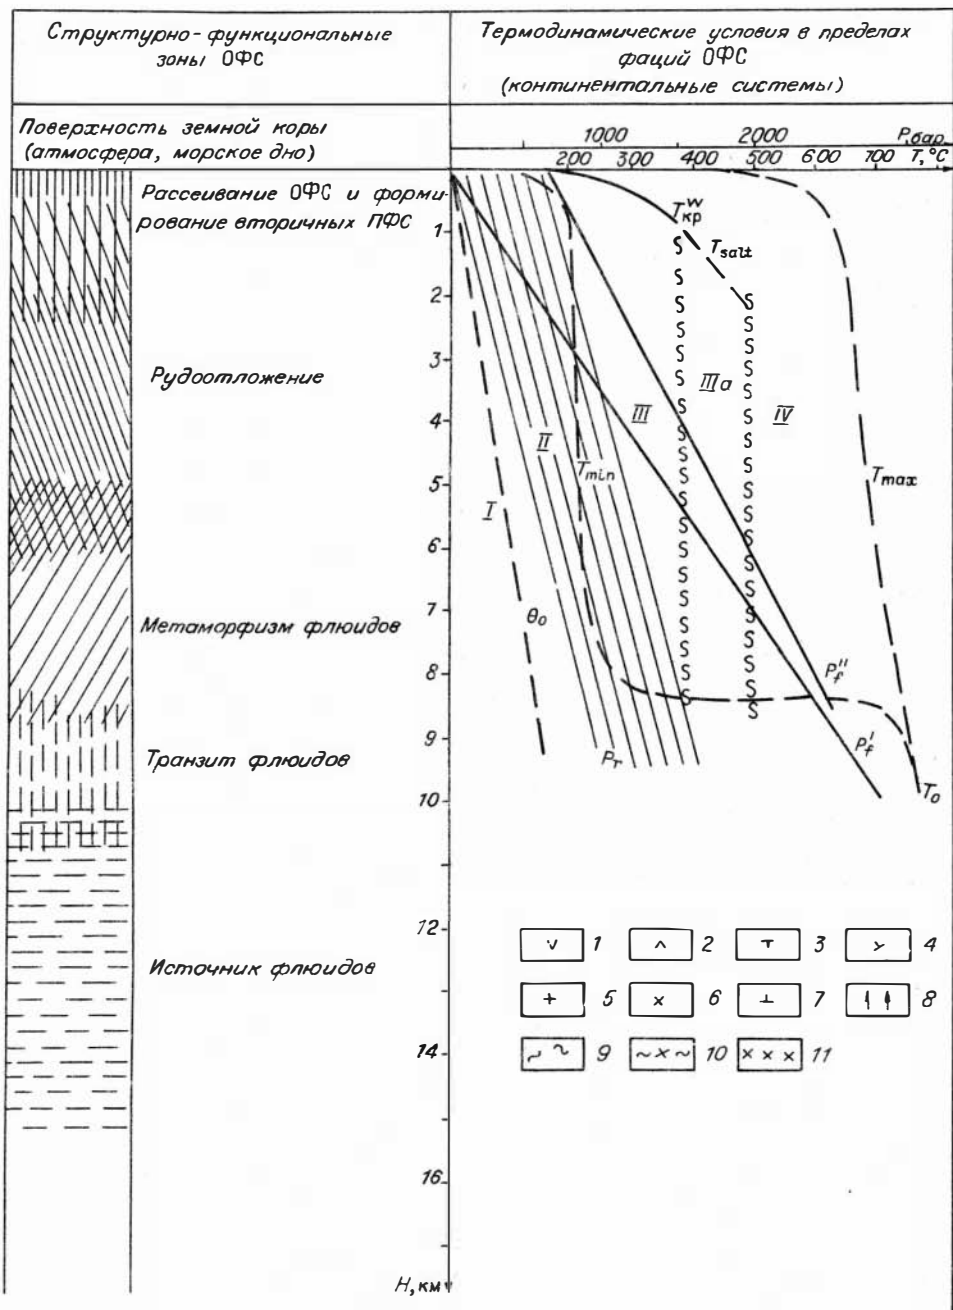 Структурно-функциональные
зоны ОФС
Термодинамические условия в пределах
фаций ОФС
(континентальные системы)
Поверхность земной коры
(атмосфера, морское дно)
1000 2000 P, бар
200 300 400 500 600 700 T, °C
Рассеивание ОФС и форми-
рование вторичных ПФС
T^w_кр
1
T_salt
2
Рудоотложение
3
IIIa
III
IV
4
II
T_min
T_max
5
I
6
θ_0
7
Метаморфизм флюидов
P_f''
8
P_f'
Транзит флюидов
9
P_r
T_0
10
12
1 2 3 4
Источник флюидов
5 6 7 8
14
9 10 11
16
H, км